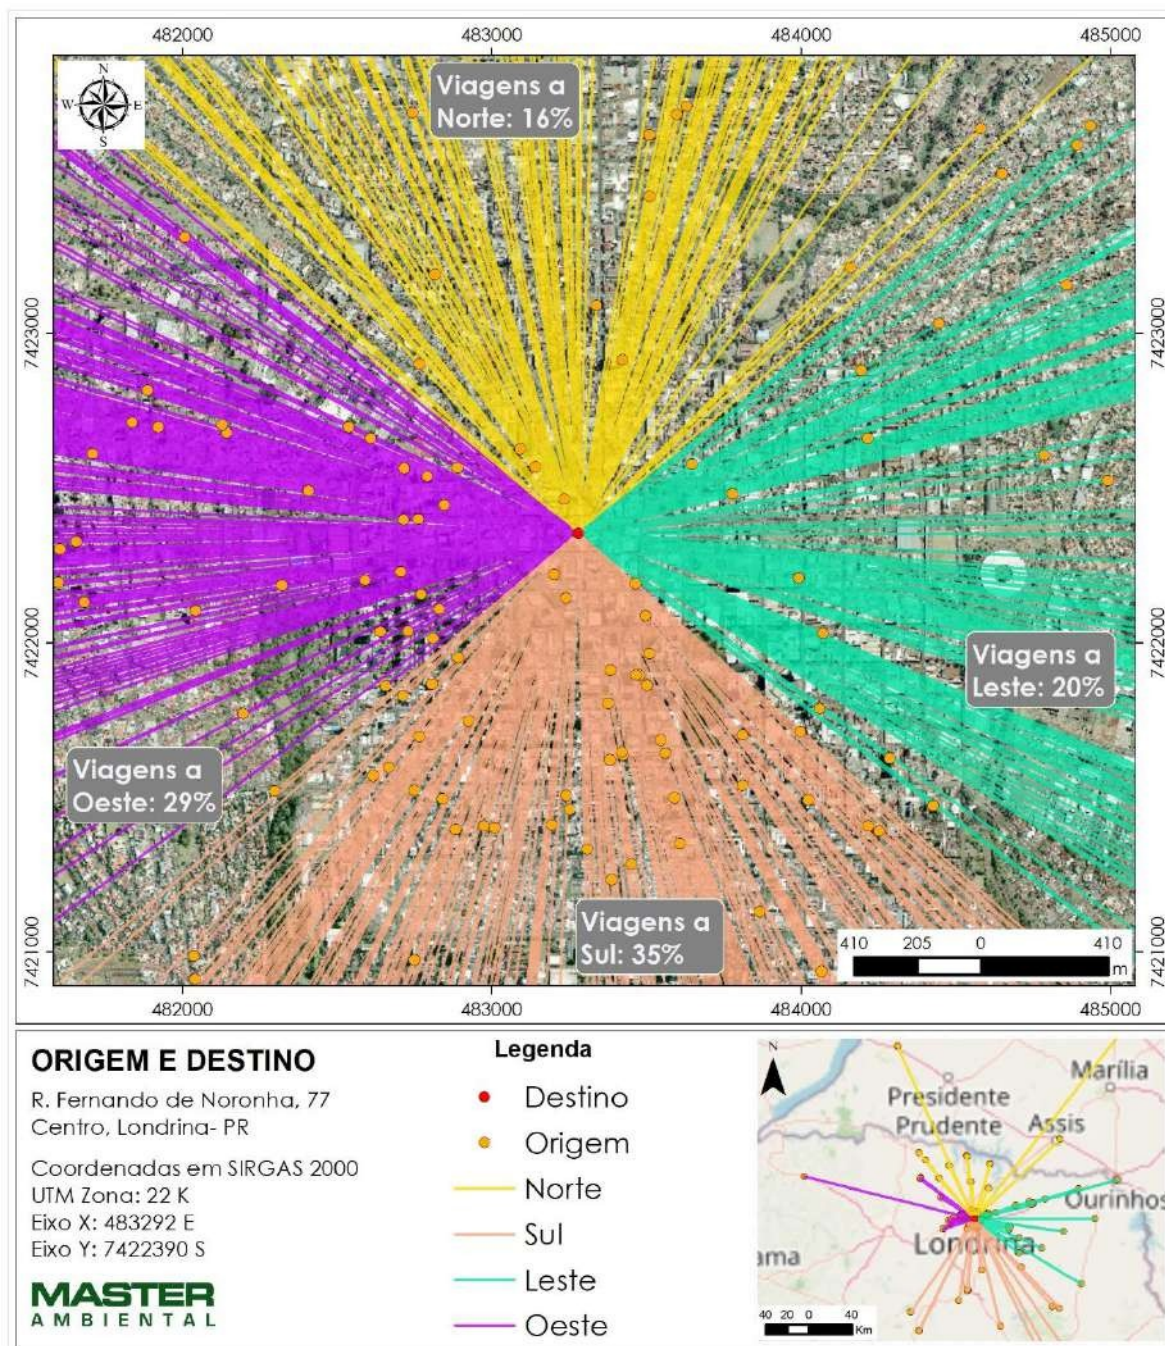 482000 483000 484000 485000
N
W E
S
Viagens a
Norte: 16%
7423000 7423000
7422000 7422000
Viagens a
Leste: 20%
Viagens a
Oeste: 29%
Viagens a
Sul: 35%
7421000 7421000
410 205 0 410
m
482000 483000 484000 485000
ORIGEM E DESTINO
R. Fernando de Noronha, 77
Centro, Londrina- PR
Coordenadas em SIRGAS 2000
UTM Zona: 22 K
Eixo X: 483292 E
Eixo Y: 7422390 S
MASTER
AMBIENTAL
Legenda
Destino
Origem
Norte
Sul
Leste
Oeste
N
Marília
Presidente
Prudente
Assis
Ourinhos
Londrina
ama
40 20 0 40
Km